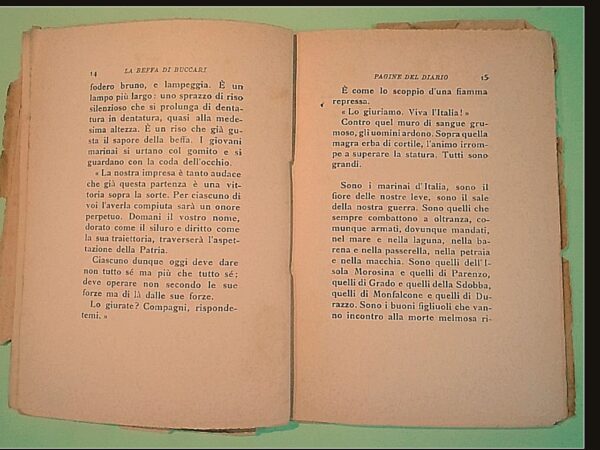 14 LA BEFFA DI BUCCARI
fodero bruno, e lampeggia. È un
lampo più largo: uno sprazzo di riso
silenzioso che si prolunga di denta-
tura in dentatura, quasi alla mede-
sima altezza. È un riso che già gu-
sta il sapore della beffa. I giovani
marinai si urtano col gomito e si
guardano con la coda dell'occhio.
« La nostra impresa è tanto audace
che già questa partenza è una vit-
toria sopra la sorte. Per ciascuno di
voi l'averla compiuta sarà un onore
perpetuo. Domani il vostro nome,
dorato come il siluro e diritto come
la sua traiettoria, traverserà l'aspet-
tazione della Patria.
Ciascuno dunque oggi deve dare
non tutto sé ma più che tutto sé;
deve operare non secondo le sue
forze ma di là dalle sue forze.
Lo giurate? Compagni, risponde-
temi. »
PAGINE DEL DIARIO 15
È come lo scoppio d'una fiamma
repressa.
« Lo giuriamo. Viva l'Italia! »
Contro quel muro di sangue gru-
moso, gli uomini ardono. Sopra quella
magra erba di cortile, l'animo irrom-
pe a superare la statura. Tutti sono
grandi.
Sono i marinai d'Italia, sono il
fiore delle nostre leve, sono il sale
della nostra guerra. Sono quelli che
sempre combattono a oltranza, co-
munque armati, dovunque mandati,
nel mare e nella laguna, nella ba-
rena e nella passerella, nella petraia
e nella macchia. Sono quelli dell'I-
sola Morosina e quelli di Parenzo,
quelli di Grado e quelli della Sdobba,
quelli di Monfalcone e quelli di Du-
razzo. Sono i buoni figliuoli che van-
no incontro alla morte melmosa ri-